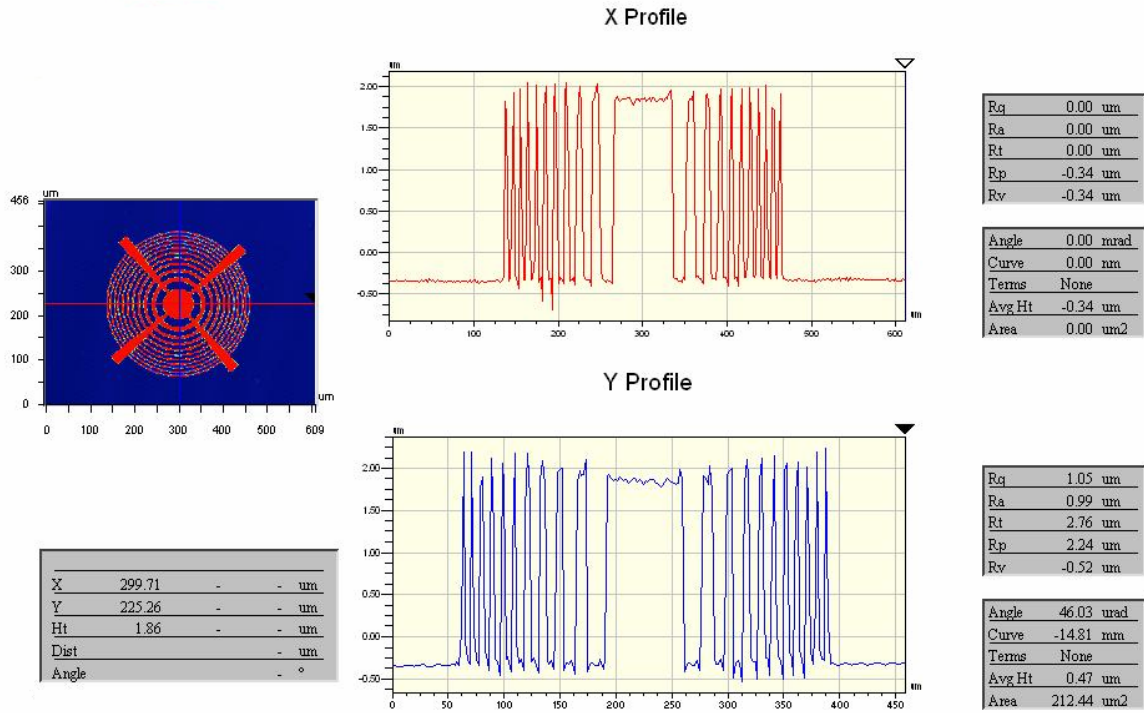 X Profile
um
2.00
1.50
1.00
0.50
0.00
-0.50
0 100 200 300 400 500 600
um
Rq 0.00 um
Ra 0.00 um
Rt 0.00 um
Rp -0.34 um
Rv -0.34 um
Angle 0.00 mrad
Curve 0.00 nm
Terms None
Avg Ht -0.34 um
Area 0.00 um2
um
456
300
200
100
0
um
0 100 200 300 400 500 609
Y Profile
um
2.00
1.50
1.00
0.50
0.00
-0.50
0 50 100 150 200 250 300 350 400 450
um
Rq 1.05 um
Ra 0.99 um
Rt 2.76 um
Rp 2.24 um
Rv -0.52 um
X 299.71 - - um
Y 225.26 - - um
Ht 1.86 - - um
Dist - um
Angle - °
Angle 46.03 urad
Curve -14.81 mm
Terms None
Avg Ht 0.47 um
Area 212.44 um2